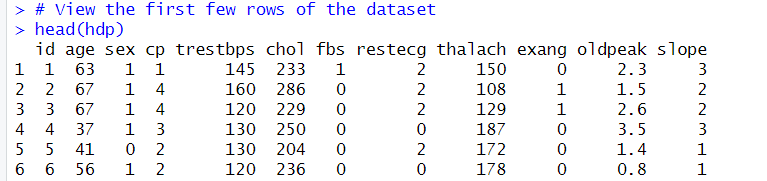 > # View the first few rows of the dataset
> head(hdp)
  id age sex cp trestbps chol fbs restecg thalach exang oldpeak slope
1  1  63   1  1      145  233   1       2     150     0     2.3     3
2  2  67   1  4      160  286   0       2     108     1     1.5     2
3  3  67   1  4      120  229   0       2     129     1     2.6     2
4  4  37   1  3      130  250   0       0     187     0     3.5     3
5  5  41   0  2      130  204   0       2     172     0     1.4     1
6  6  56   1  2      120  236   0       0     178     0     0.8     1